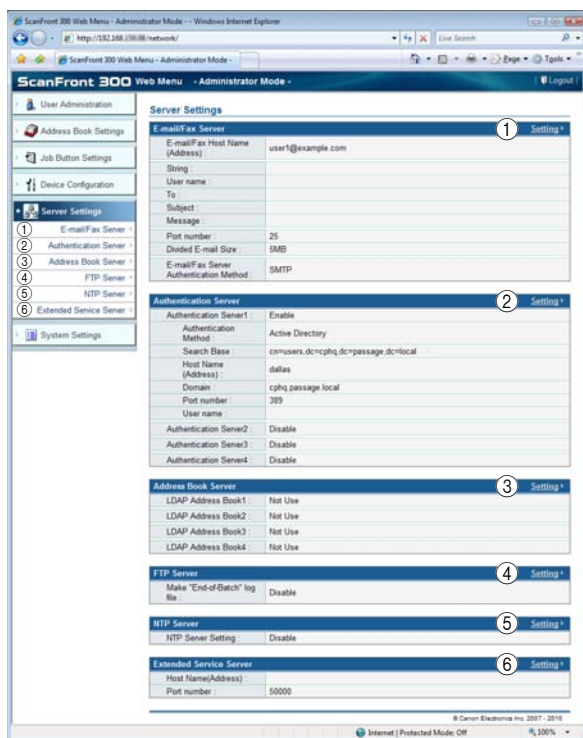 ScanFront 300 Web Menu - Administrator Mode - - Windows Internet Explorer
http://192.168. /network/
Live Search
ScanFront 300 Web Menu - Administrator Mode -
Page Tools
ScanFront 300 Web Menu - Administrator Mode -
Logout
User Administration
Address Book Settings
Job Button Settings
Device Configuration
Server Settings
① E-mail/Fax Server
② Authentication Server
③ Address Book Server
④ FTP Server
⑤ NTP Server
⑥ Extended Service Server
System Settings
Server Settings
E-mail/Fax Server ① Setting
E-mail/Fax Host Name (Address) : user1@example.com
String :
User name :
To :
Subject :
Message :
Port number : 25
Divided E-mail Size : 5MB
E-mail/Fax Server Authentication Method : SMTP
Authentication Server ② Setting
Authentication Server1 : Enable
Authentication Method : Active Directory
Search Base : cn=users,dc=cphq,dc=passage,dc=local
Host Name (Address) : dallas
Domain : cphq.passage.local
Port number : 389
User name :
Authentication Server2 : Disable
Authentication Server3 : Disable
Authentication Server4 : Disable
Address Book Server ③ Setting
LDAP Address Book1 : Not Use
LDAP Address Book2 : Not Use
LDAP Address Book3 : Not Use
LDAP Address Book4 : Not Use
FTP Server ④ Setting
Make "End-of-Batch" log file : Disable
NTP Server ⑤ Setting
NTP Server Setting : Disable
Extended Service Server ⑥ Setting
Host Name(Address) :
Port number : 50000
© Canon Electronics Inc. 2007 - 2010
Internet | Protected Mode: Off
100%